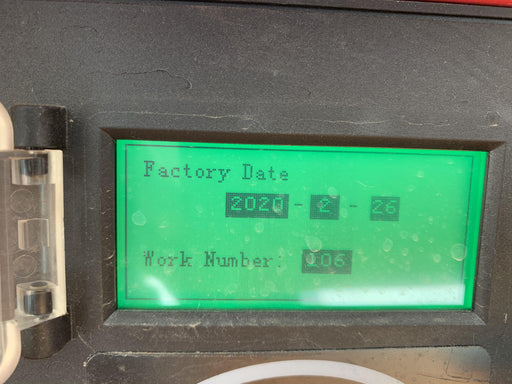 Factory Date
2020 - 2 - 26
Work Number: 006